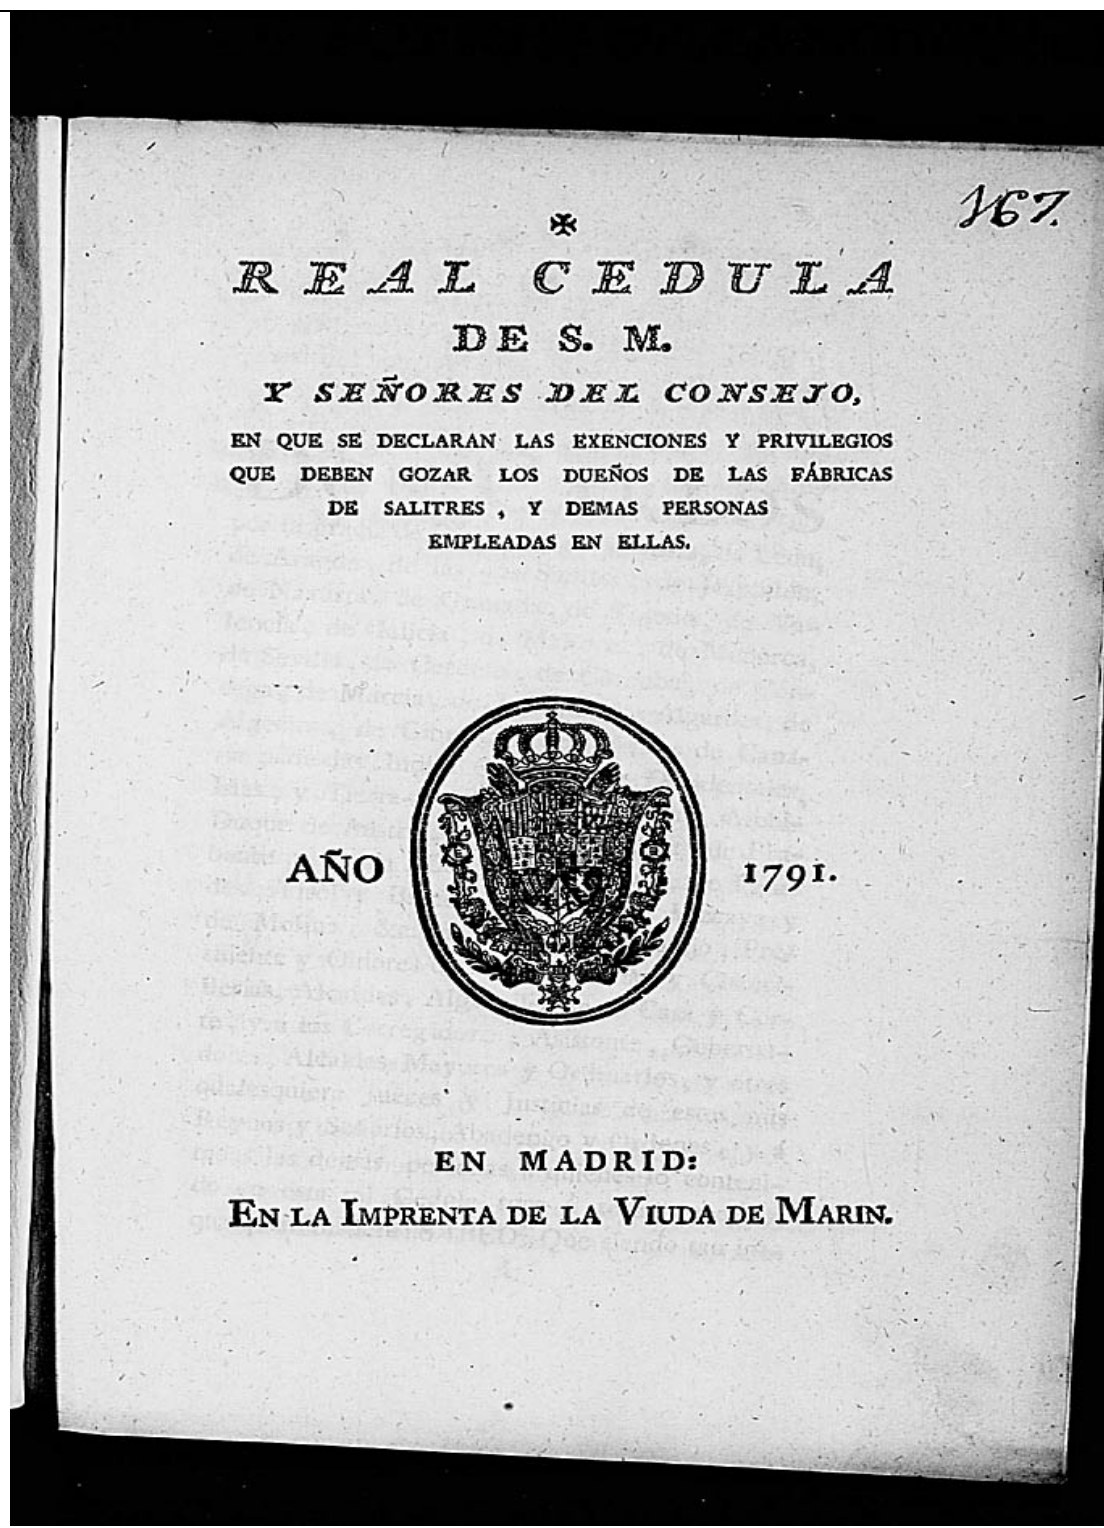 167.
✠
REAL CEDULA
DE S. M.
Y SEÑORES DEL CONSEJO,
EN QUE SE DECLARAN LAS EXENCIONES Y PRIVILEGIOS
QUE DEBEN GOZAR LOS DUEÑOS DE LAS FÁBRICAS
DE SALITRES, Y DEMAS PERSONAS
EMPLEADAS EN ELLAS.
AÑO 1791.
EN MADRID:
EN LA IMPRENTA DE LA VIUDA DE MARIN.